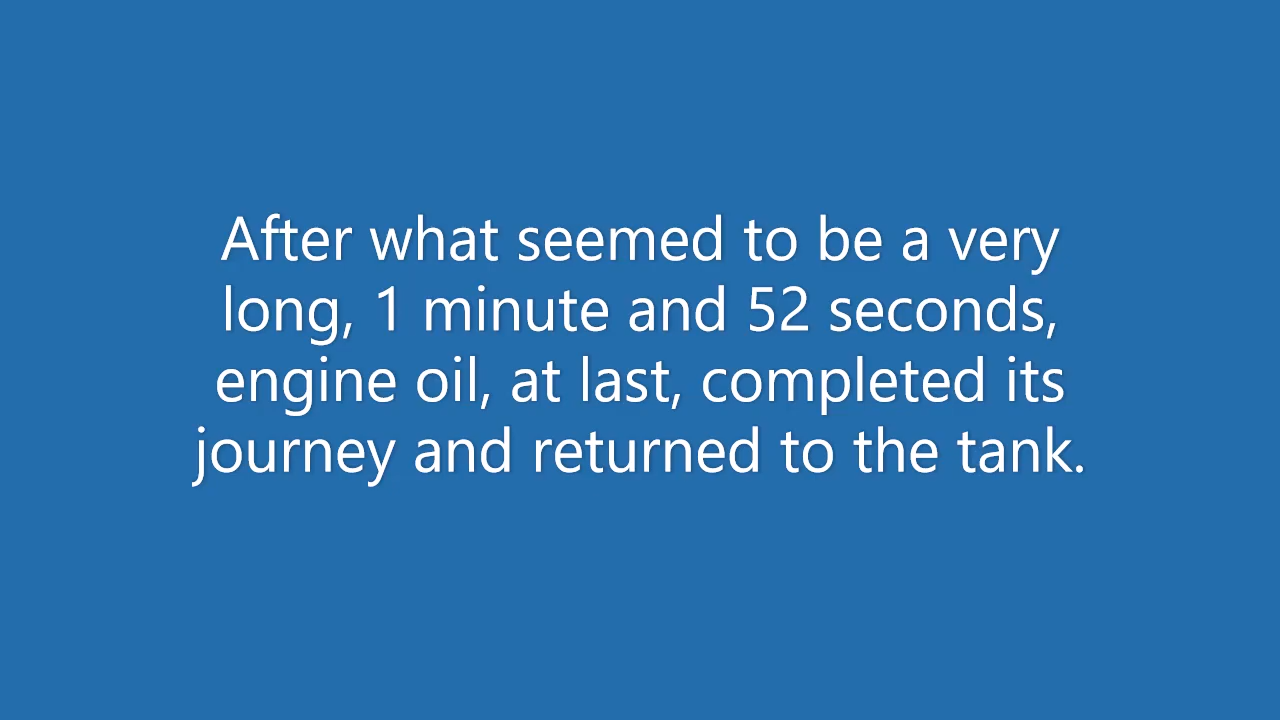 After what seemed to be a very
long, 1 minute and 52 seconds,
engine oil, at last, completed its
journey and returned to the tank.